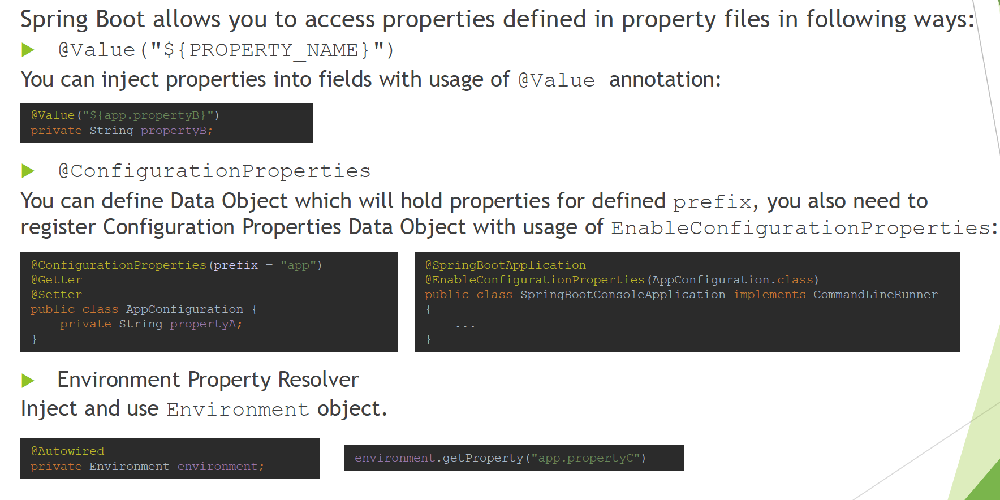 Spring Boot allows you to access properties defined in property files in following ways:
@Value("${PROPERTY_NAME}")
You can inject properties into fields with usage of @Value annotation:
@Value("${app.propertyB}")
private String propertyB;
@ConfigurationProperties
You can define Data Object which will hold properties for defined prefix, you also need to
register Configuration Properties Data Object with usage of EnableConfigurationProperties:
@ConfigurationProperties(prefix = "app")
@Getter
@Setter
public class AppConfiguration {
    private String propertyA;
}
@SpringBootApplication
@EnableConfigurationProperties(AppConfiguration.class)
public class SpringBootConsoleApplication implements CommandLineRunner
{
    ...
}
Environment Property Resolver
Inject and use Environment object.
@Autowired
private Environment environment;
environment.getProperty("app.propertyC")